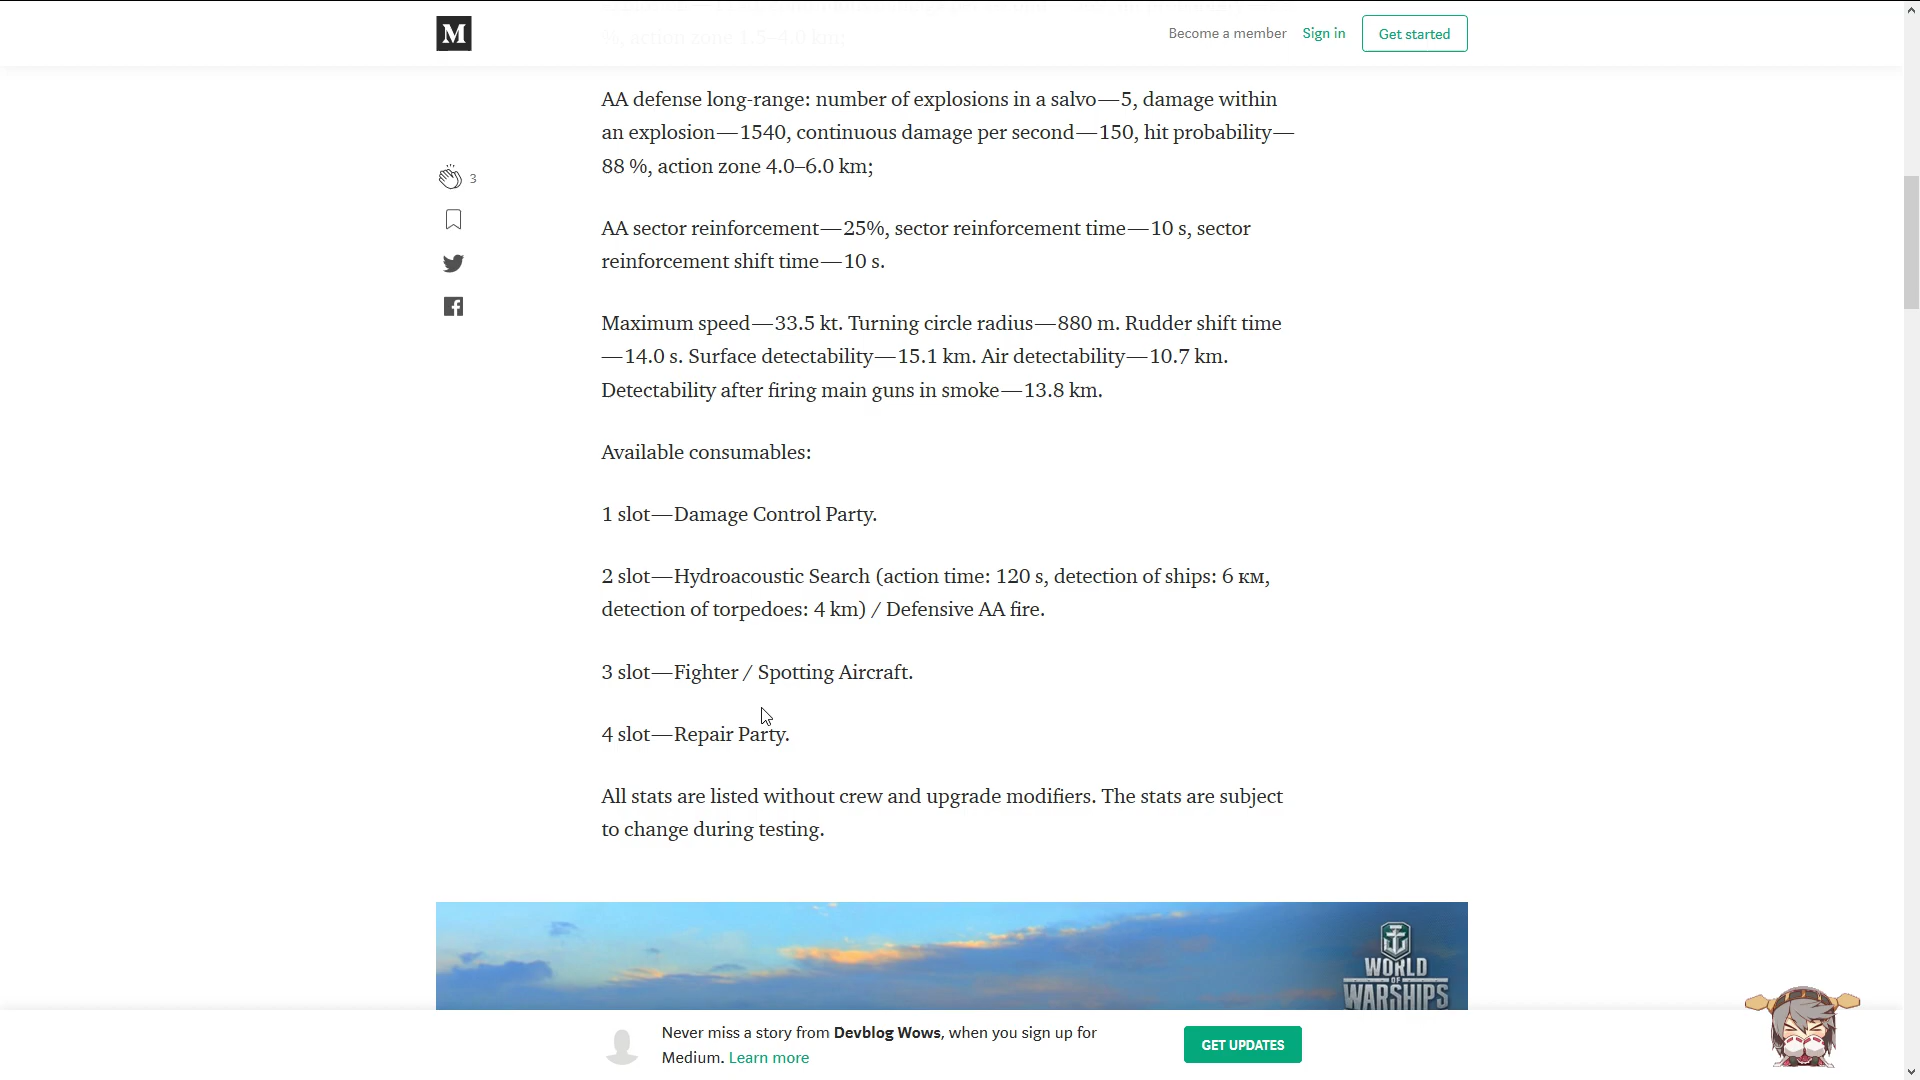 %, action zone 1.5–4.0 km;
M
Become a member
Sign in
Get started
AA defense long-range: number of explosions in a salvo — 5, damage within
an explosion — 1540, continuous damage per second — 150, hit probability —
88 %, action zone 4.0–6.0 km;
3
AA sector reinforcement — 25%, sector reinforcement time — 10 s, sector
reinforcement shift time — 10 s.
Maximum speed — 33.5 kt. Turning circle radius — 880 m. Rudder shift time
— 14.0 s. Surface detectability — 15.1 km. Air detectability — 10.7 km.
Detectability after firing main guns in smoke — 13.8 km.
Available consumables:
1 slot — Damage Control Party.
2 slot — Hydroacoustic Search (action time: 120 s, detection of ships: 6 км,
detection of torpedoes: 4 km) / Defensive AA fire.
3 slot — Fighter / Spotting Aircraft.
4 slot — Repair Party.
All stats are listed without crew and upgrade modifiers. The stats are subject
to change during testing.
WORLD
OF
WARSHIPS
Never miss a story from Devblog Wows, when you sign up for
Medium. Learn more
GET UPDATES